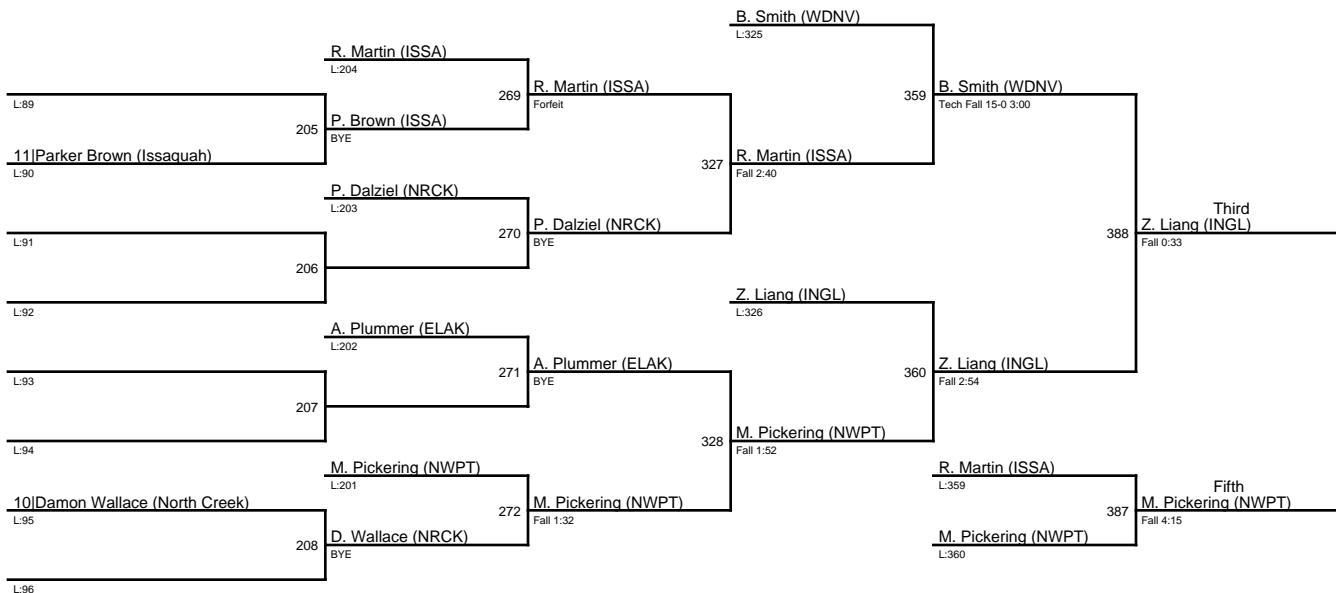 B. Smith (WDNV)
L:325
R. Martin (ISSA)
L:204
L:89
269
R. Martin (ISSA)
Forfeit
359
B. Smith (WDNV)
Tech Fall 15-0 3:00
205
P. Brown (ISSA)
BYE
11|Parker Brown (Issaquah)
L:90
327
R. Martin (ISSA)
Fall 2:40
P. Dalziel (NRCK)
L:203
L:91
270
P. Dalziel (NRCK)
BYE
388
Third
Z. Liang (INGL)
Fall 0:33
206
L:92
Z. Liang (INGL)
L:326
A. Plummer (ELAK)
L:202
L:93
271
A. Plummer (ELAK)
BYE
360
Z. Liang (INGL)
Fall 2:54
207
L:94
328
M. Pickering (NWPT)
Fall 1:52
M. Pickering (NWPT)
L:201
R. Martin (ISSA)
L:359
10|Damon Wallace (North Creek)
L:95
272
M. Pickering (NWPT)
Fall 1:32
387
Fifth
M. Pickering (NWPT)
Fall 4:15
208
D. Wallace (NRCK)
BYE
M. Pickering (NWPT)
L:360
L:96